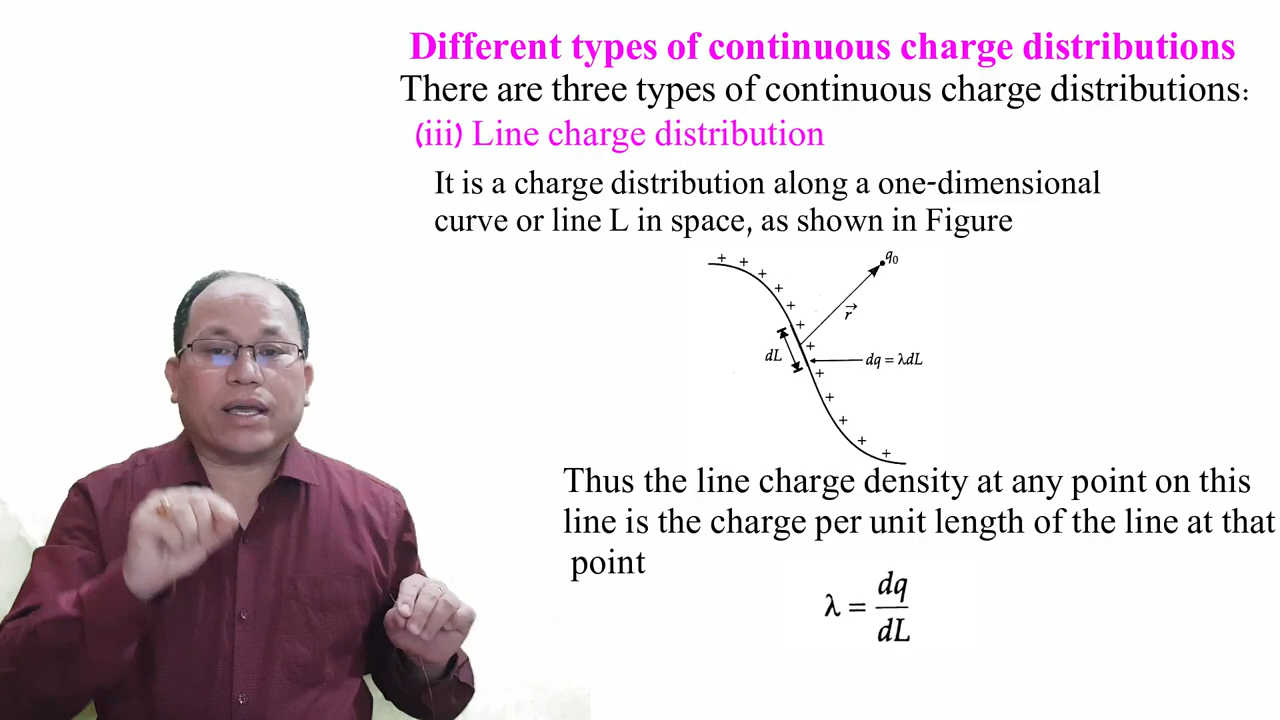 Different types of continuous charge distributions
There are three types of continuous charge distributions:
(iii) Line charge distribution
It is a charge distribution along a one-dimensional
curve or line L in space, as shown in Figure
q₀
r⃗
dL
dq = λdL
Thus the line charge density at any point on this
line is the charge per unit length of the line at that
point
λ = dq/dL